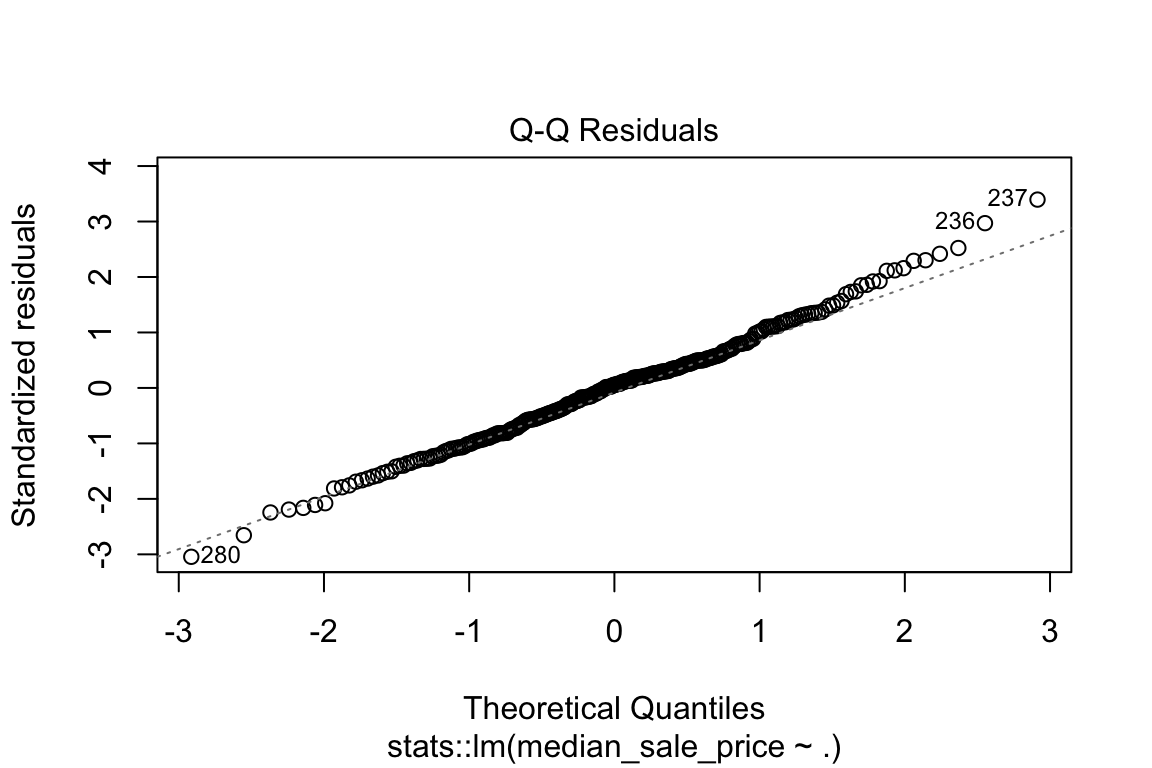 Q-Q Residuals
Standardized residuals
4
3
2
1
0
-1
-2
-3
237
236
280
-3 -2 -1 0 1 2 3
Theoretical Quantiles
stats::lm(median_sale_price ~ .)